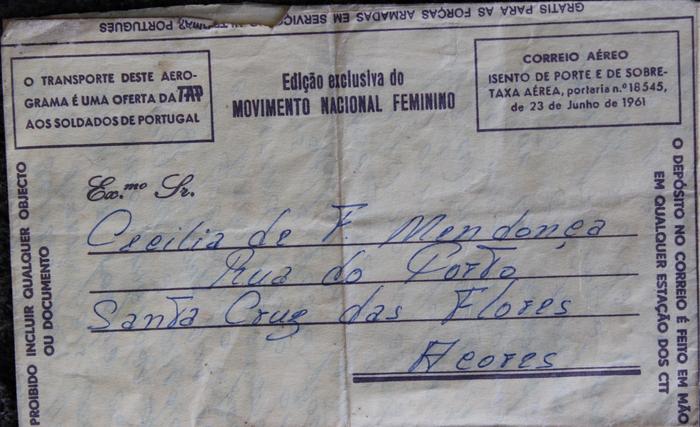 GRATIS PARA AS FORÇAS ARMADAS EM SERVIÇO
PORTUGUÊS
O TRANSPORTE DESTE AERO-
GRAMA É UMA OFERTA DA TAP
AOS SOLDADOS DE PORTUGAL
Edição exclusiva do
MOVIMENTO NACIONAL FEMININO
CORREIO AÉREO
ISENTO DE PORTE E DE SOBRE-
TAXA AÉREA, portaria n.º 18545,
de 23 de Junho de 1961
PROIBIDO INCLUIR QUALQUER OBJECTO
OU DOCUMENTO
Ex.mo Sr.
Cecilia de F. Mendonça
Rua do Porto
Santa Cruz das Flores
Açores
O DEPÓSITO NO CORREIO É FEITO EM MÃO
EM QUALQUER ESTAÇÃO DOS CTT